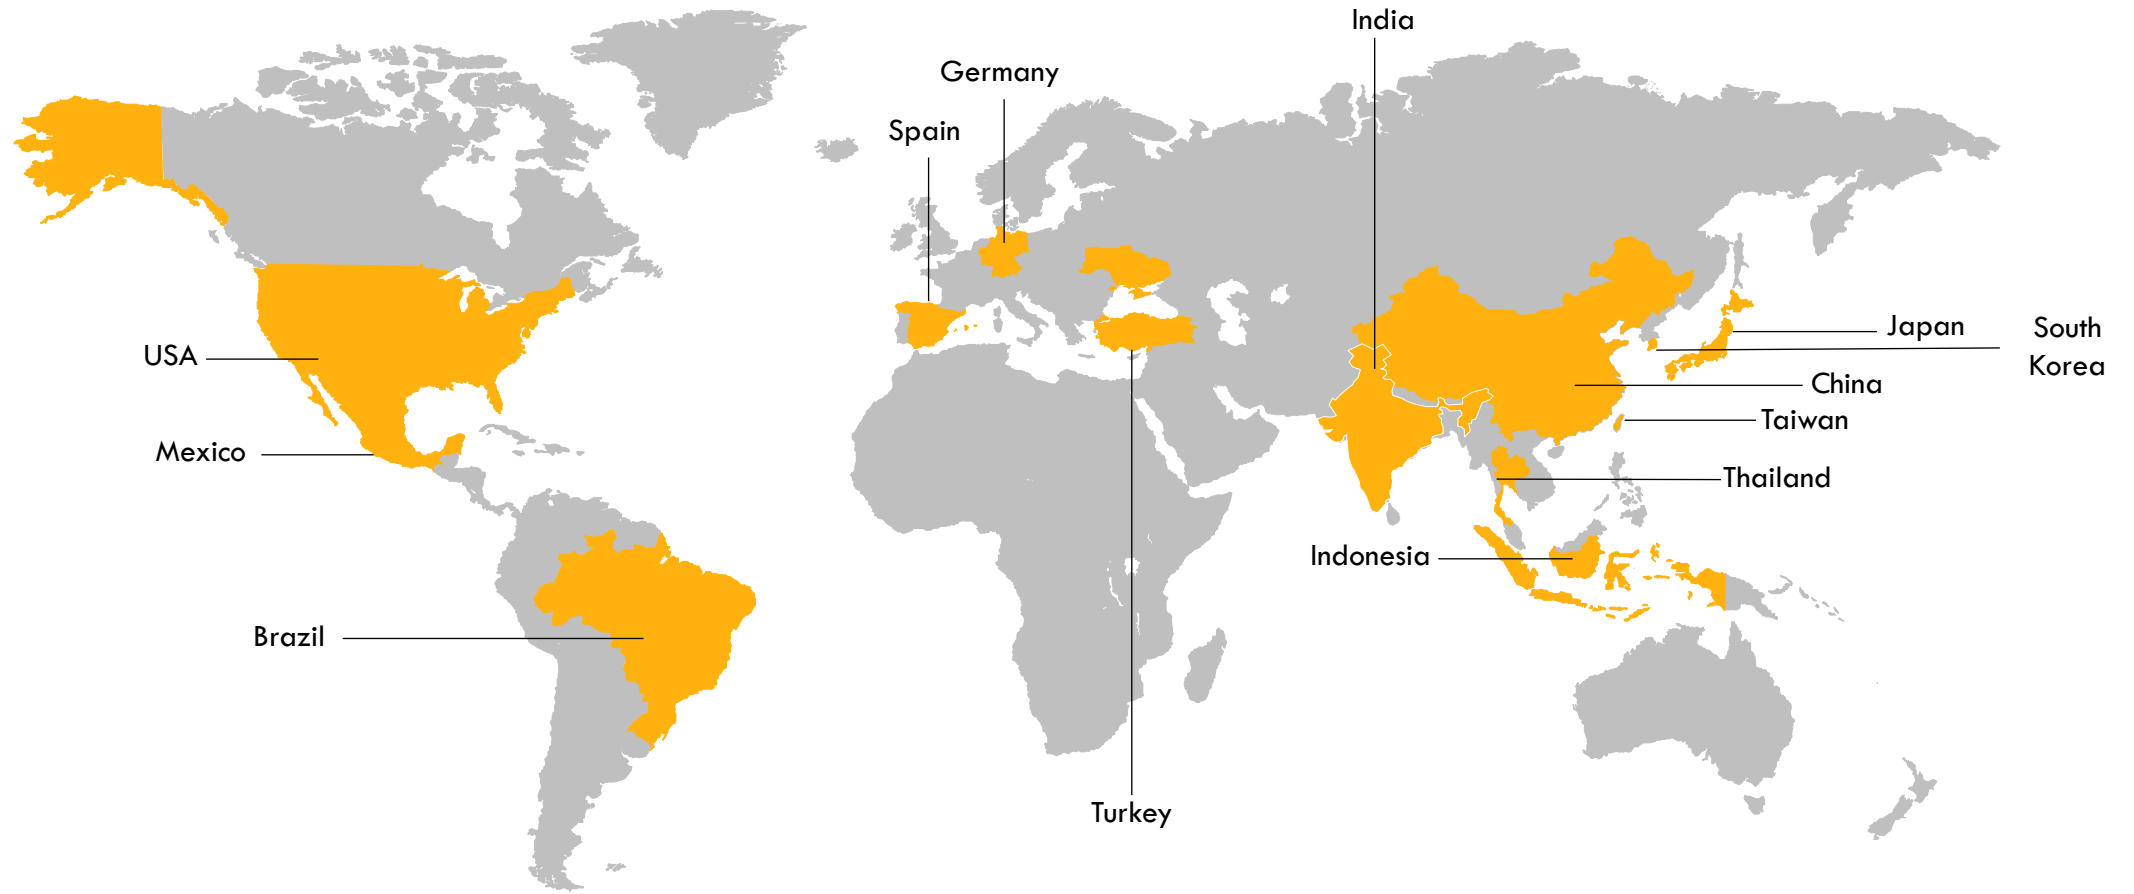 India
Germany
Spain
Japan
South
Korea
USA
China
Taiwan
Mexico
Thailand
Indonesia
Brazil
Turkey